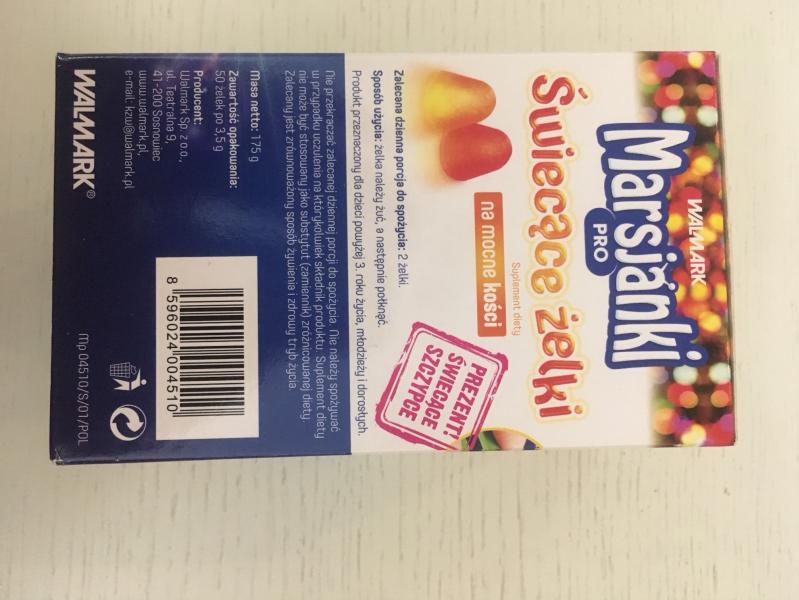 WALMARK
Marsjanki
PRO
Świecące żelki
Suplement diety
na mocne kości
PREZENT!
ŚWIECĄCE
SZCZYPCE
Zalecana dzienna porcja do spożycia: 2 żelki.
Sposób użycia: żelkę należy żuć, a następnie połknąć.
Produkt przeznaczony dla dzieci powyżej 3. roku życia, młodzieży i dorosłych.
Nie przekraczać zalecanej dziennej porcji do spożycia. Nie należy spożywać
w przypadku uczulenia na którykolwiek składnik produktu. Suplement diety
nie może być stosowany jako substytut (zamiennik) zróżnicowanej diety.
Zalecany jest zrównoważony sposób żywienia i zdrowy tryb życia.
Masa netto: 175 g
Zawartość opakowania:
50 żelek po 3,5 g
Producent:
Walmark Sp. z o.o.,
ul. Teatralna 9,
41-200 Sosnowiec
www.walmark.pl,
e-mail: kzw@walmark.pl
WALMARK®
8 596024 004510
Mp 04510/S/01/POL